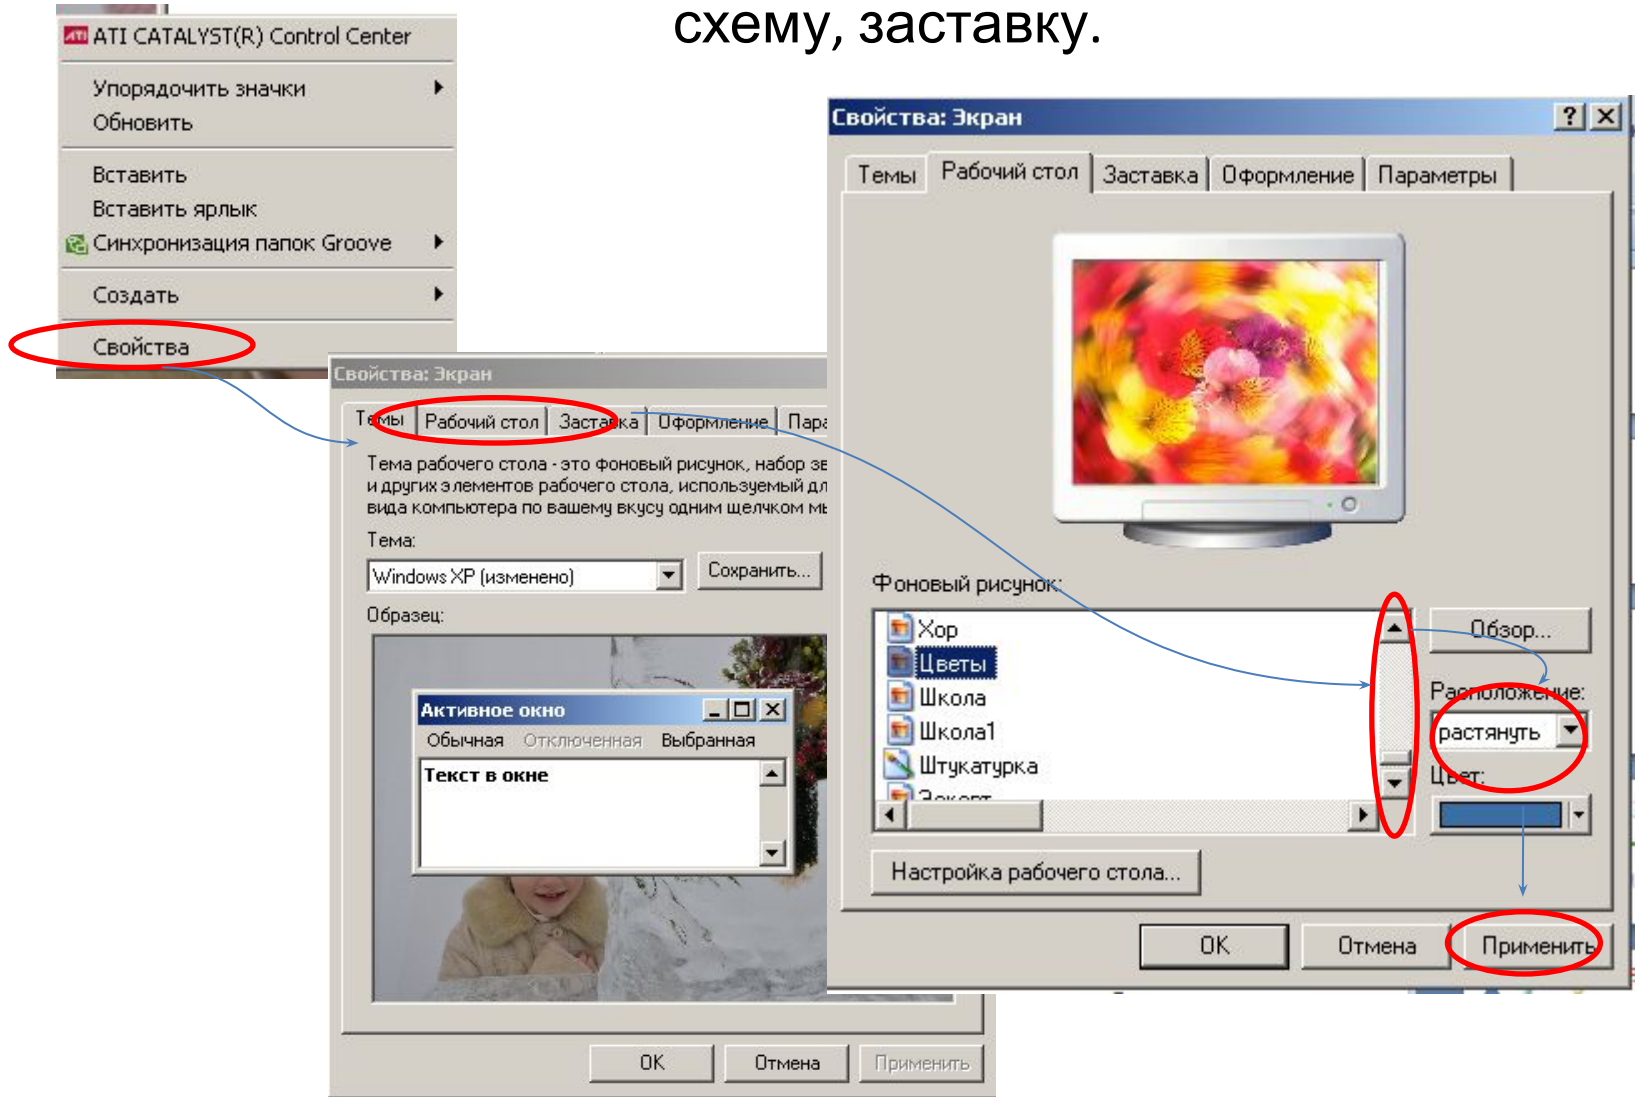 схему, заставку.
ATI CATALYST(R) Control Center
Упорядочить значки
Обновить
Вставить
Вставить ярлык
Синхронизация папок Groove
Создать
Свойства
Свойства: Экран
Темы Рабочий стол Заставка Оформление
Тема рабочего стола - это фоновый рисунок, набор
и других элементов рабочего стола, используемый
вида компьютера по вашему вкусу одним щелчком
Тема:
Windows XP (изменено) Сохранить...
Образец:
Активное окно
Обычная Отключенная Выбранная
Текст в окне
OK Отмена Применить
Свойства: Экран
Темы Рабочий стол Заставка Оформление Параметры
Фоновый рисунок:
Хор
Цветы
Школа
Школа1
Штукатурка
Обзор...
Расположение:
растянуть
Цвет:
Настройка рабочего стола...
OK Отмена Применить